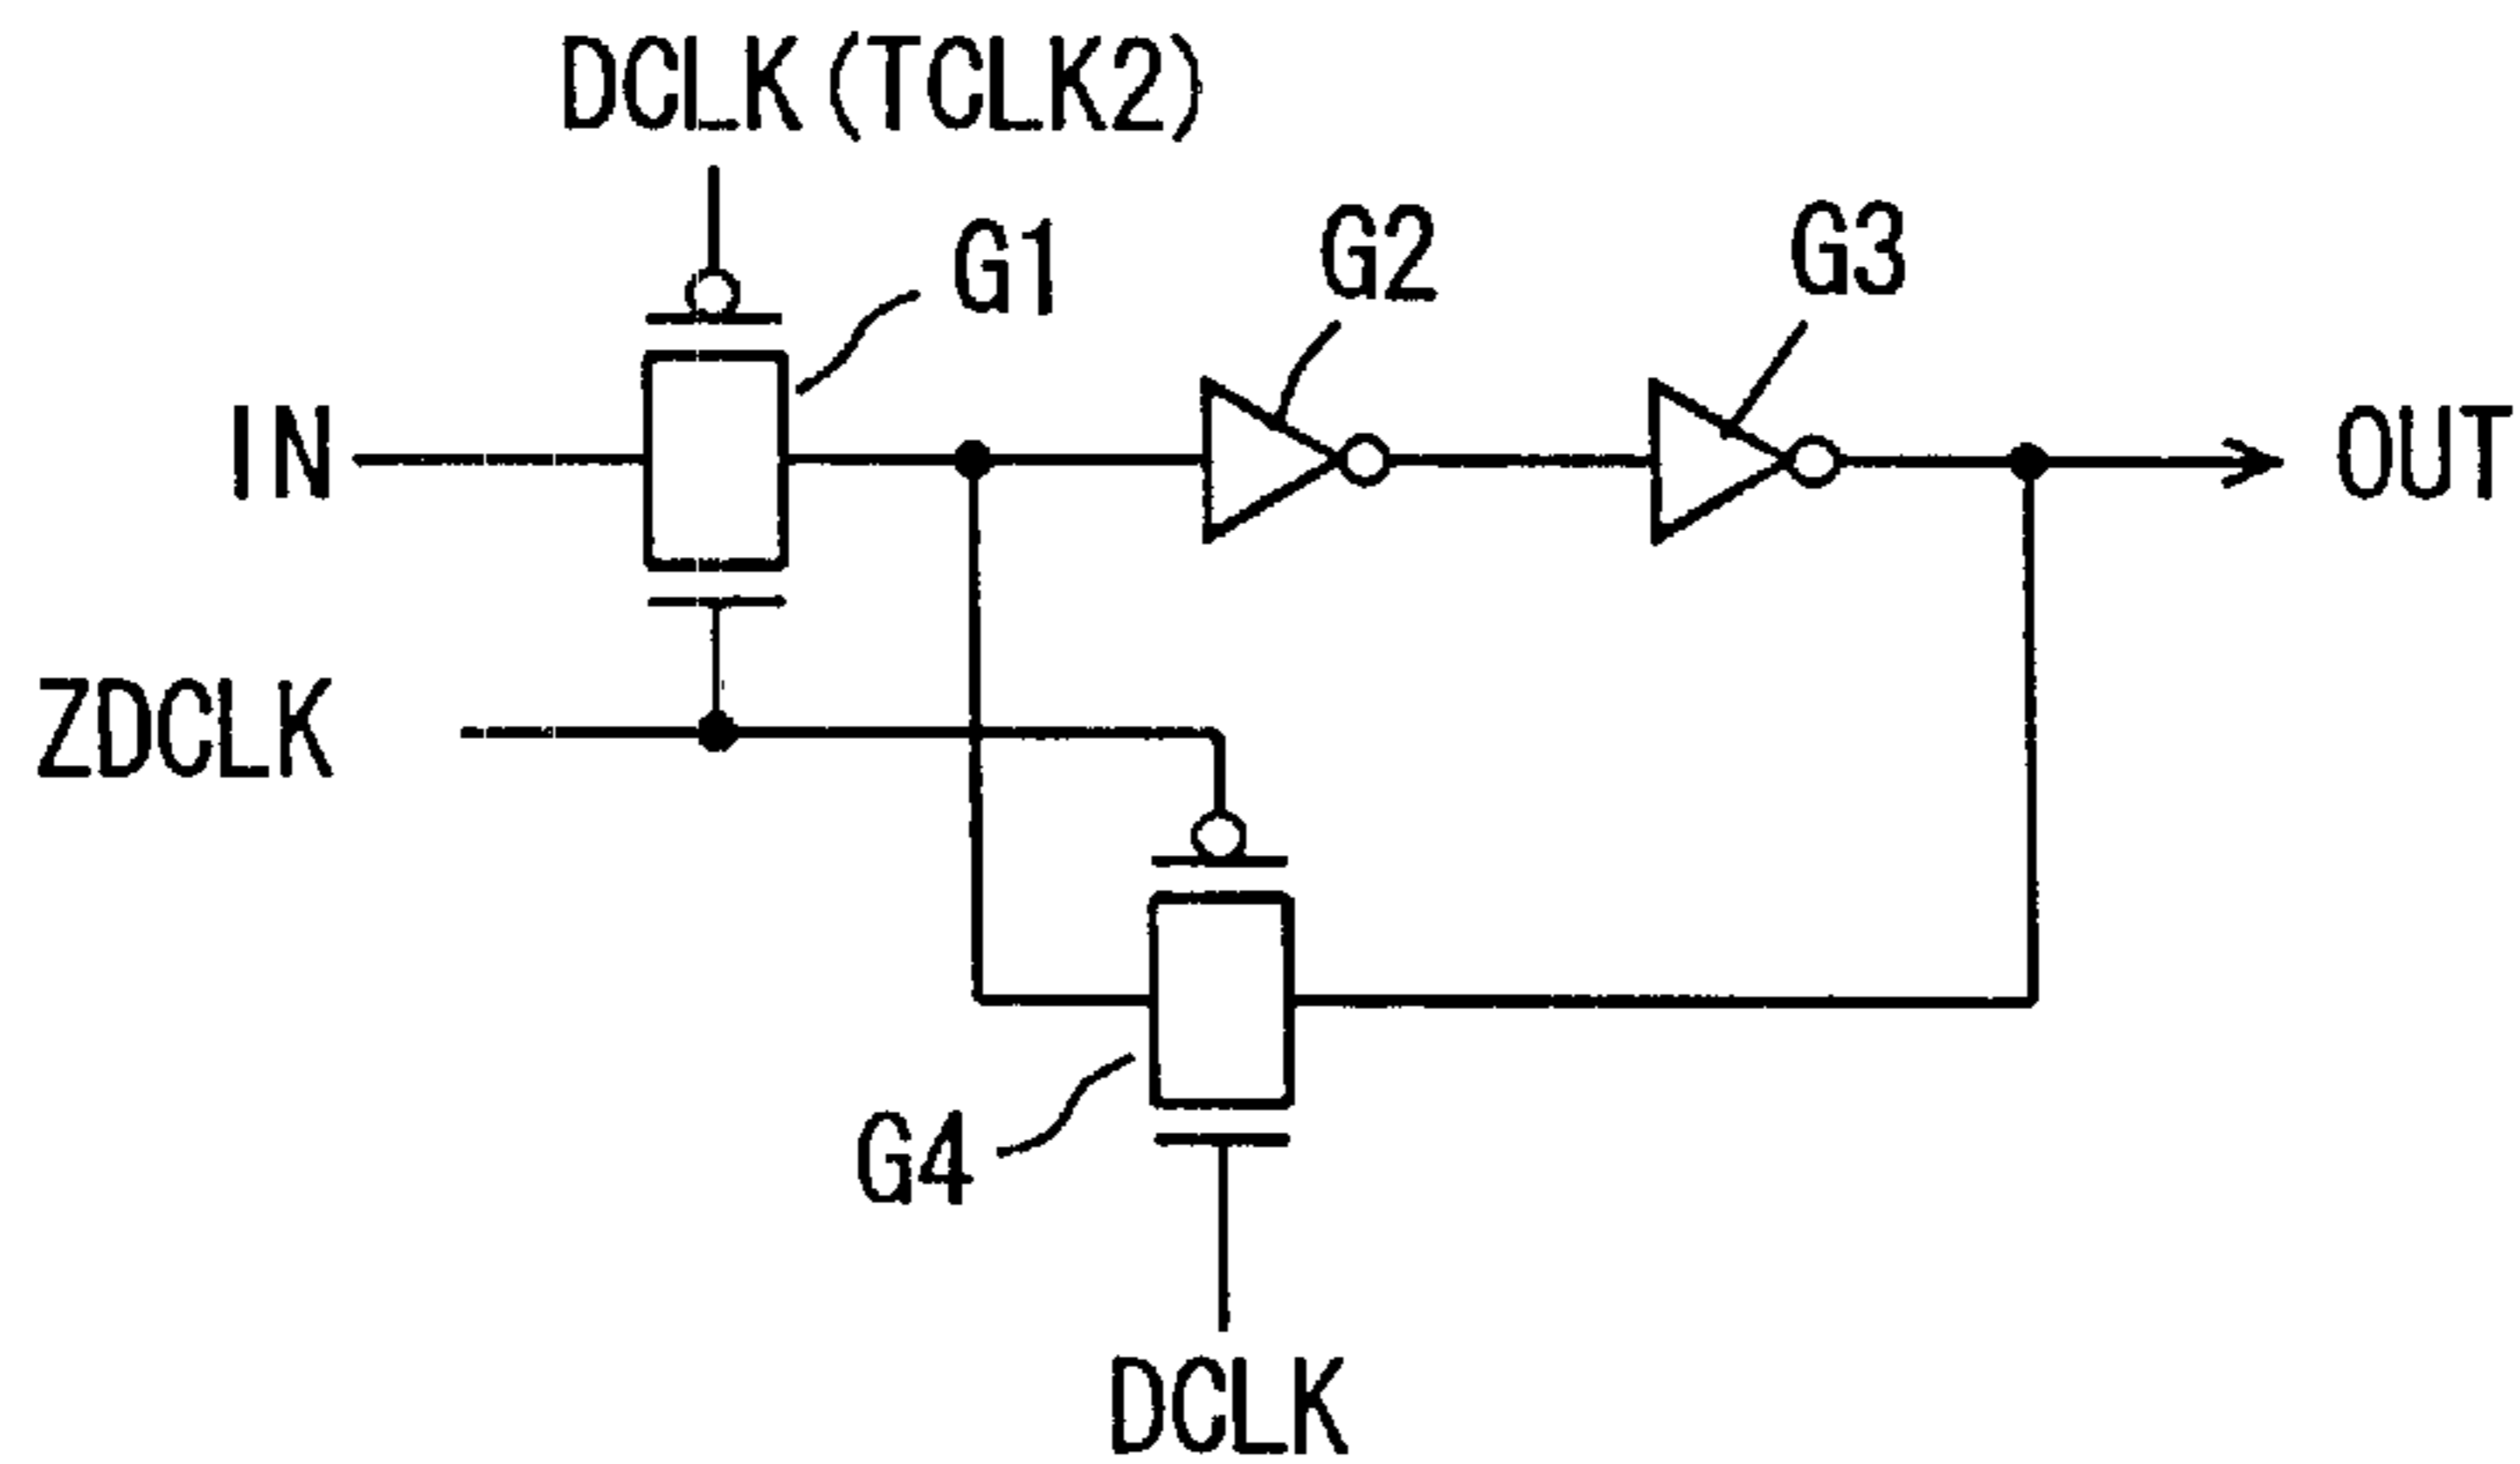 DCLK (TCLK2)
G1
G2
G3
IN
OUT
ZDCLK
G4
DCLK